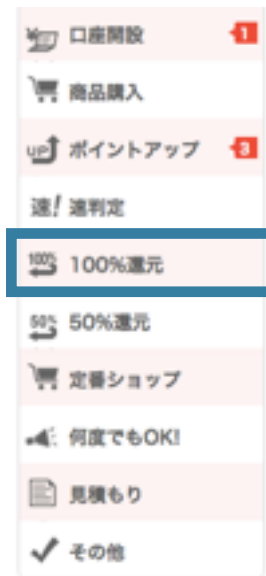 口座開設 1
商品購入
UP ポイントアップ 3
速! 速判定
100% 100%還元
50% 50%還元
定番ショップ
何度でもOK!
見積もり
その他